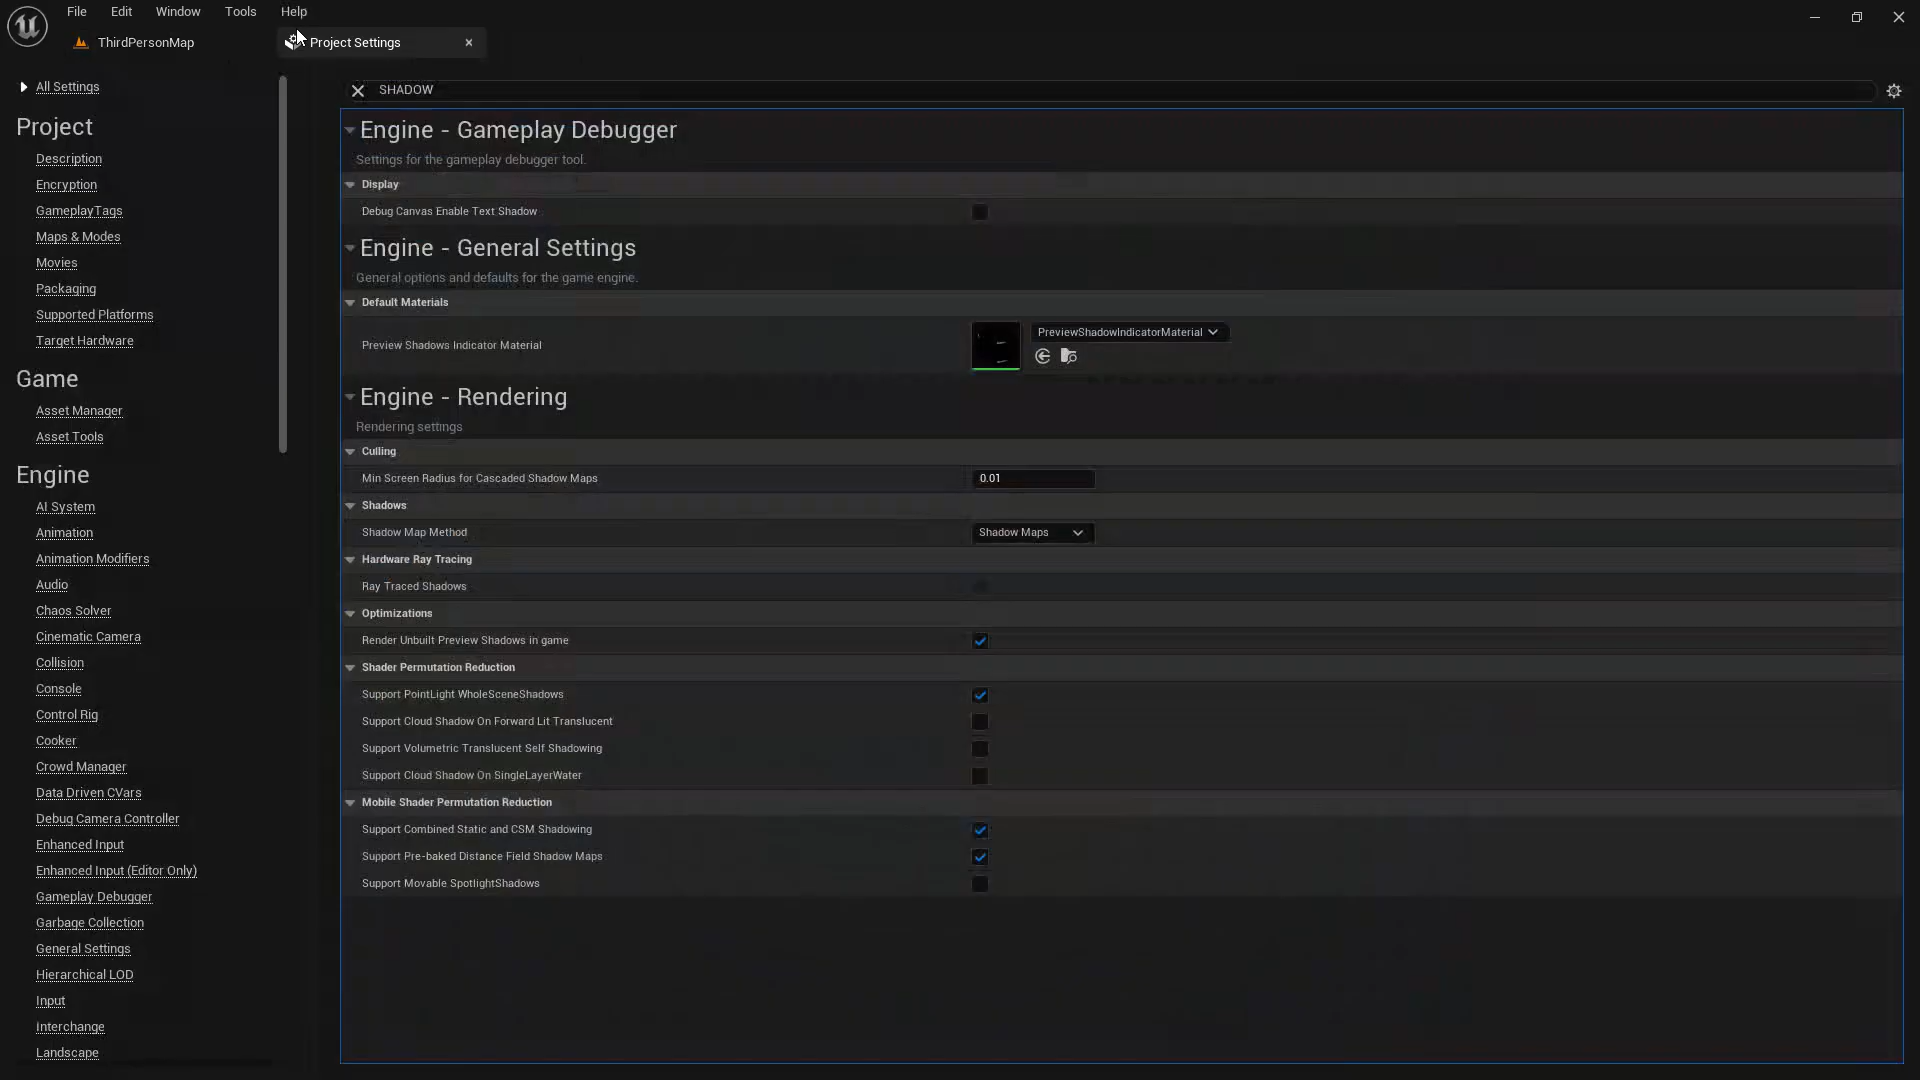 File Edit Window Tools Help
ThirdPersonMap Project Settings
All Settings
Project
Description
Encryption
GameplayTags
Maps & Modes
Movies
Packaging
Supported Platforms
Target Hardware
Game
Asset Manager
Asset Tools
Engine
AI System
Animation
Animation Modifiers
Audio
Chaos Solver
Cinematic Camera
Collision
Console
Control Rig
Cooker
Crowd Manager
Data Driven CVars
Debug Camera Controller
Enhanced Input
Enhanced Input (Editor Only)
Gameplay Debugger
Garbage Collection
General Settings
Hierarchical LOD
Input
Interchange
Landscape
SHADOW
Engine - Gameplay Debugger
Settings for the gameplay debugger tool.
Display
Debug Canvas Enable Text Shadow
Engine - General Settings
General options and defaults for the game engine.
Default Materials
Preview Shadows Indicator Material PreviewShadowIndicatorMaterial
Engine - Rendering
Rendering settings
Culling
Min Screen Radius for Cascaded Shadow Maps 0.01
Shadows
Shadow Map Method Shadow Maps
Hardware Ray Tracing
Ray Traced Shadows
Optimizations
Render Unbuilt Preview Shadows in game
Shader Permutation Reduction
Support PointLight WholeSceneShadows
Support Cloud Shadow On Forward Lit Translucent
Support Volumetric Translucent Self Shadowing
Support Cloud Shadow On SingleLayerWater
Mobile Shader Permutation Reduction
Support Combined Static and CSM Shadowing
Support Pre-baked Distance Field Shadow Maps
Support Movable SpotlightShadows